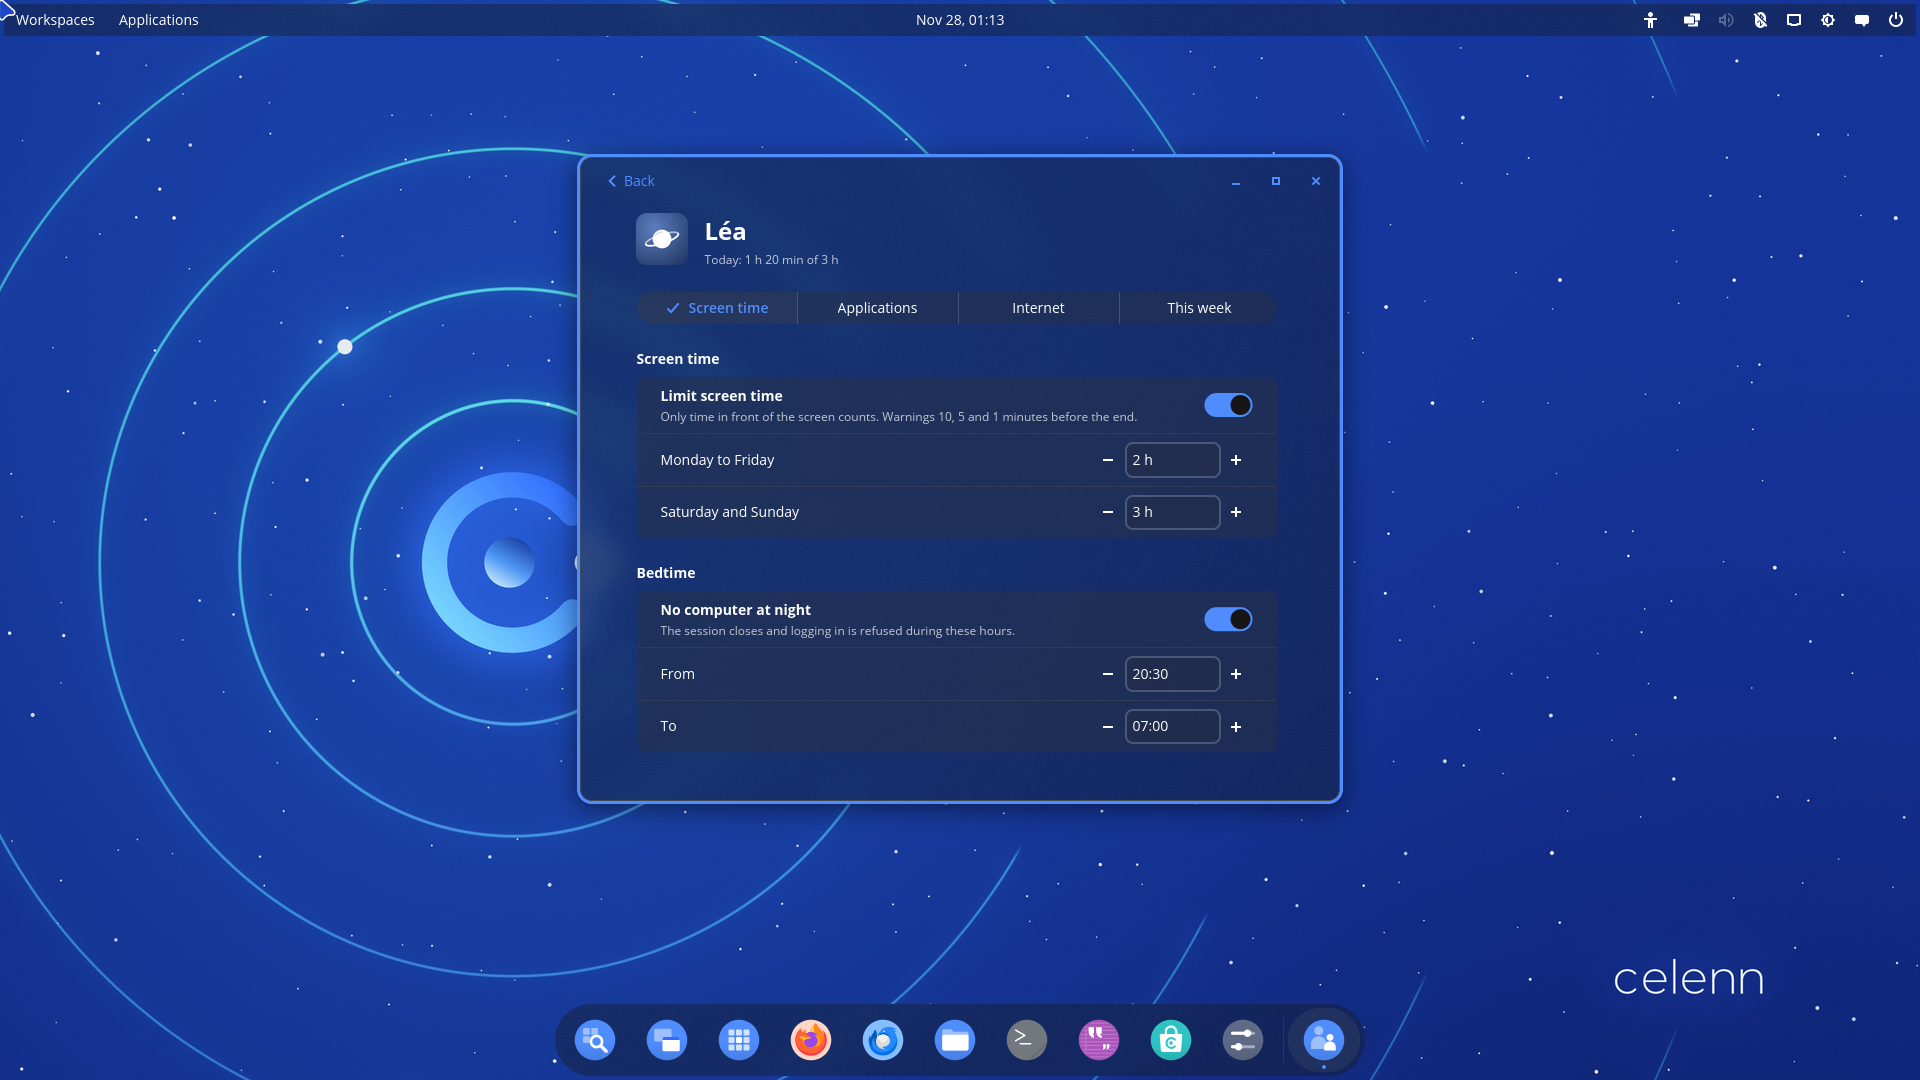 Workspaces
Applications
Nov 28, 01:13
Back
Léa
Today: 1 h 20 min of 3 h
Screen time
Applications
Internet
This week
Screen time
Limit screen time
Only time in front of the screen counts. Warnings 10, 5 and 1 minutes before the end.
Monday to Friday
2 h
Saturday and Sunday
3 h
Bedtime
No computer at night
The session closes and logging in is refused during these hours.
From
20:30
To
07:00
celenn